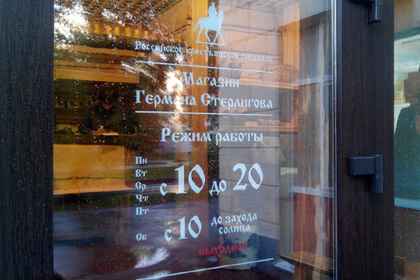 Российское крестьянское собрание
Магазин
Германа Стерлигова
Режим работы
Пн
Вт
Ср с 10 до 20
Чт
Пт
Сб с 10 до захода солнца
выходной